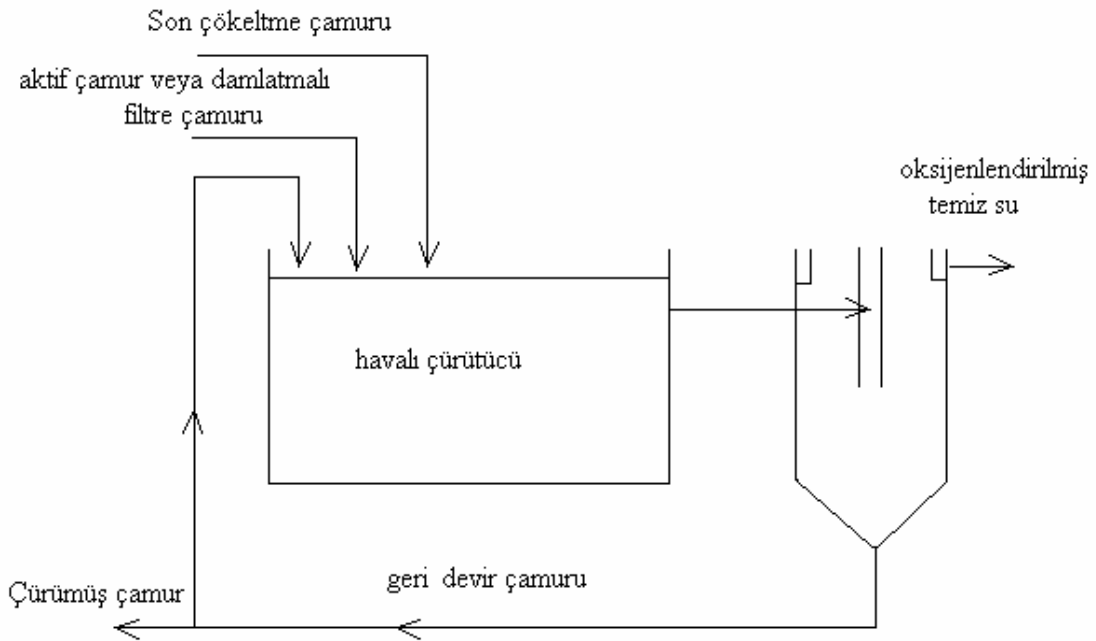 Son çökeltme çamuru
aktif çamur veya damlatmalı
filtre çamuru
oksijenlendirilmiş
temiz su
havalı çürütücü
geri devir çamuru
Çürümüş çamur